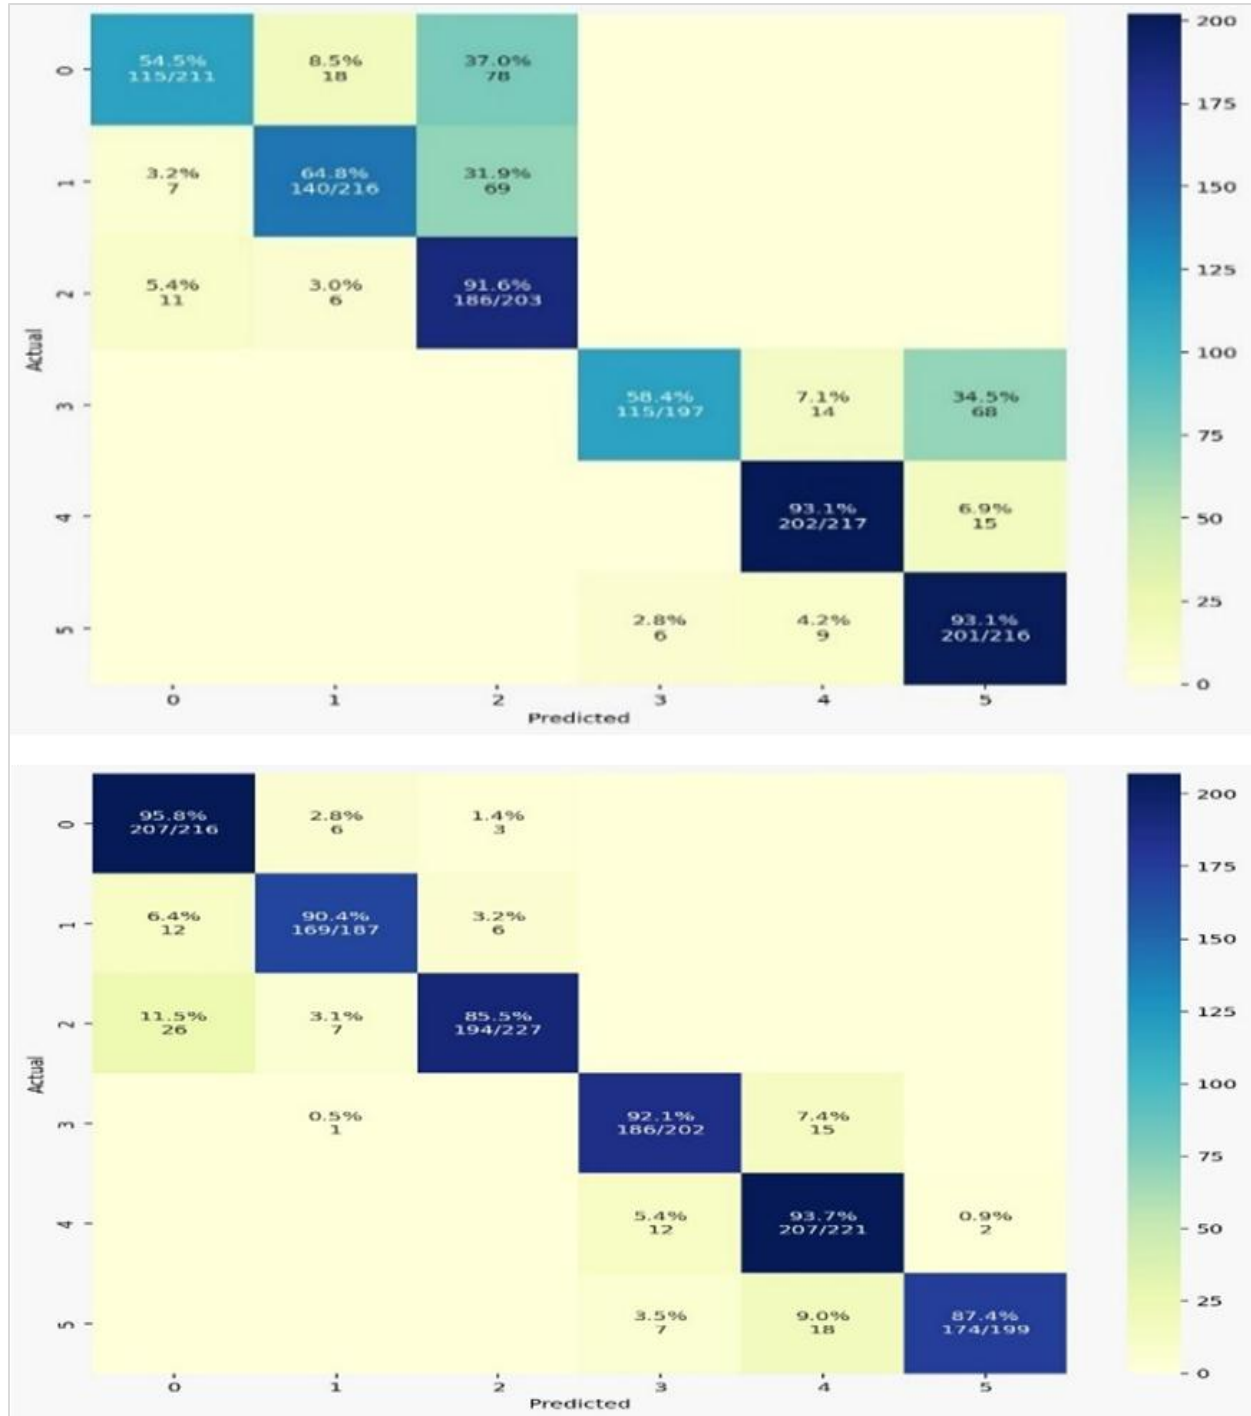 54.5% 8.5% 37.0%
115/211 18 78
3.2% 64.8% 31.9%
7 140/216 69
5.4% 3.0% 91.6%
11 6 186/203
58.4% 7.1% 34.5%
115/197 14 68
93.1% 6.9%
202/217 15
2.8% 4.2% 93.1%
6 9 201/216
0
1
2
3
4
5
Actual
0 1 2 3 4 5
Predicted
200
175
150
125
100
75
50
25
0
95.8% 2.8% 1.4%
207/216 6 3
6.4% 90.4% 3.2%
12 169/187 6
11.5% 3.1% 85.5%
26 7 194/227
0.5% 92.1% 7.4%
1 186/202 15
5.4% 93.7% 0.9%
12 207/221 2
3.5% 9.0% 87.4%
7 18 174/199
0
1
2
3
4
5
Actual
0 1 2 3 4 5
Predicted
200
175
150
125
100
75
50
25
0